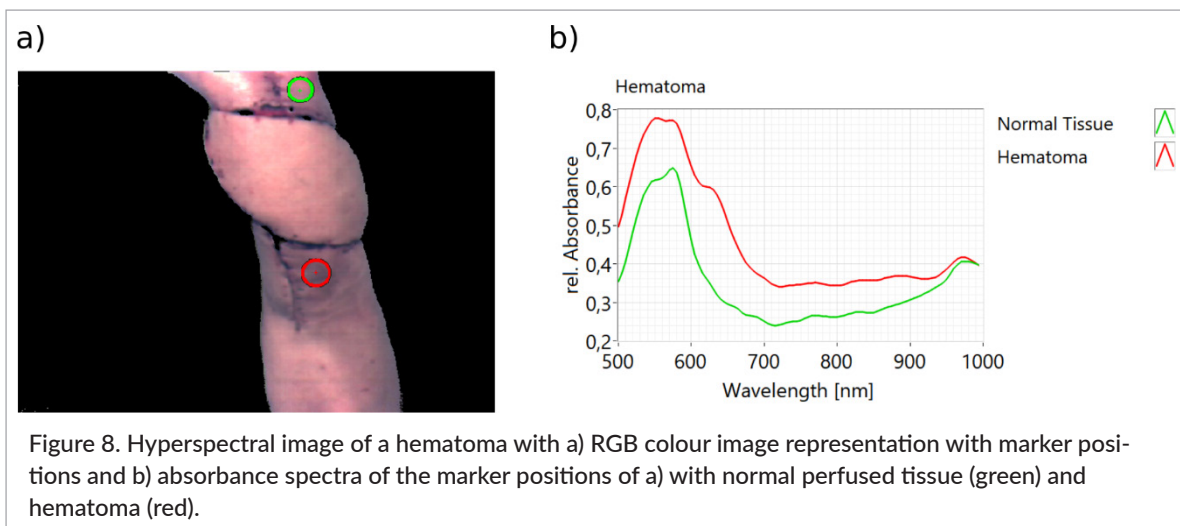 a)
b)
Hematoma
0,8
0,7
0,6
0,5
0,4
0,3
0,2
rel. Absorbance
500 600 700 800 900 1000
Wavelength [nm]
Normal Tissue
Hematoma
Figure 8. Hyperspectral image of a hematoma with a) RGB colour image representation with marker posi-
tions and b) absorbance spectra of the marker positions of a) with normal perfused tissue (green) and
hematoma (red).